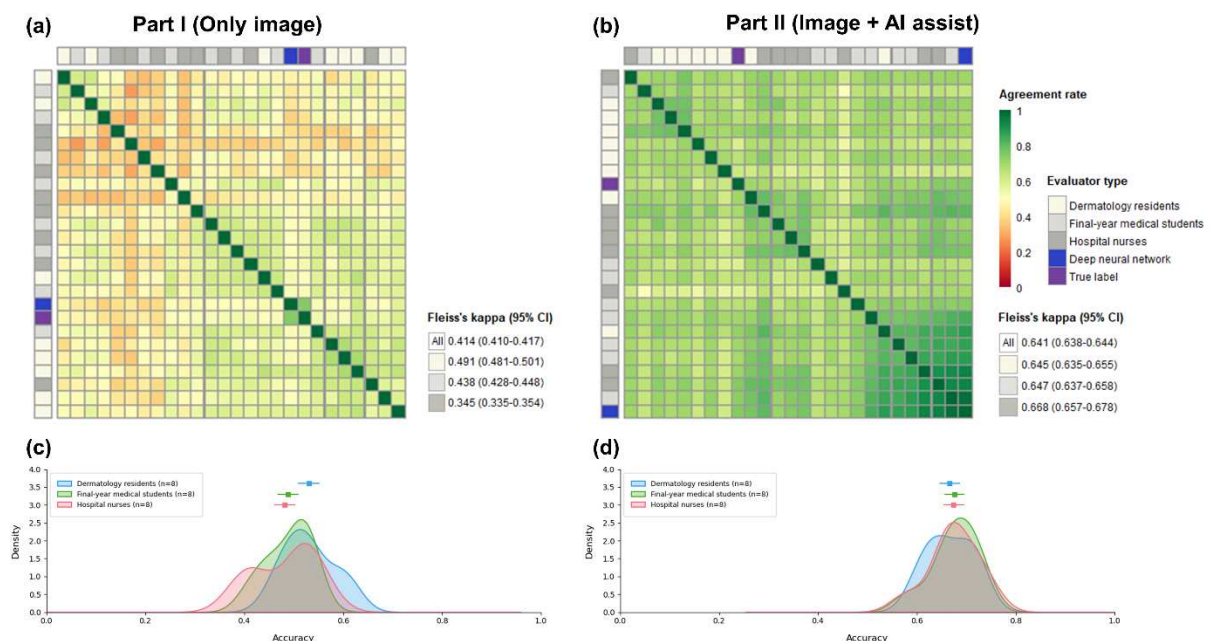 (a)
Part I (Only image)
(b)
Part II (Image + AI assist)
Agreement rate
1
0.8
0.6
0.4
0.2
0
Evaluator type
Dermatology residents
Final-year medical students
Hospital nurses
Deep neural network
True label
Fleiss's kappa (95% CI)
All 0.414 (0.410-0.417)
0.491 (0.481-0.501)
0.438 (0.428-0.448)
0.345 (0.335-0.354)
Fleiss's kappa (95% CI)
All 0.641 (0.638-0.644)
0.645 (0.635-0.655)
0.647 (0.637-0.658)
0.668 (0.657-0.678)
(c)
4.0
3.5
3.0
2.5
2.0
1.5
1.0
0.5
0.0
Density
Dermatology residents (n=8)
Final-year medical students (n=8)
Hospital nurses (n=8)
0.0 0.2 0.4 0.6 0.8 1.0
Accuracy
(d)
4.0
3.5
3.0
2.5
2.0
1.5
1.0
0.5
0.0
Density
Dermatology residents (n=8)
Final-year medical students (n=8)
Hospital nurses (n=8)
0.0 0.2 0.4 0.6 0.8 1.0
Accuracy